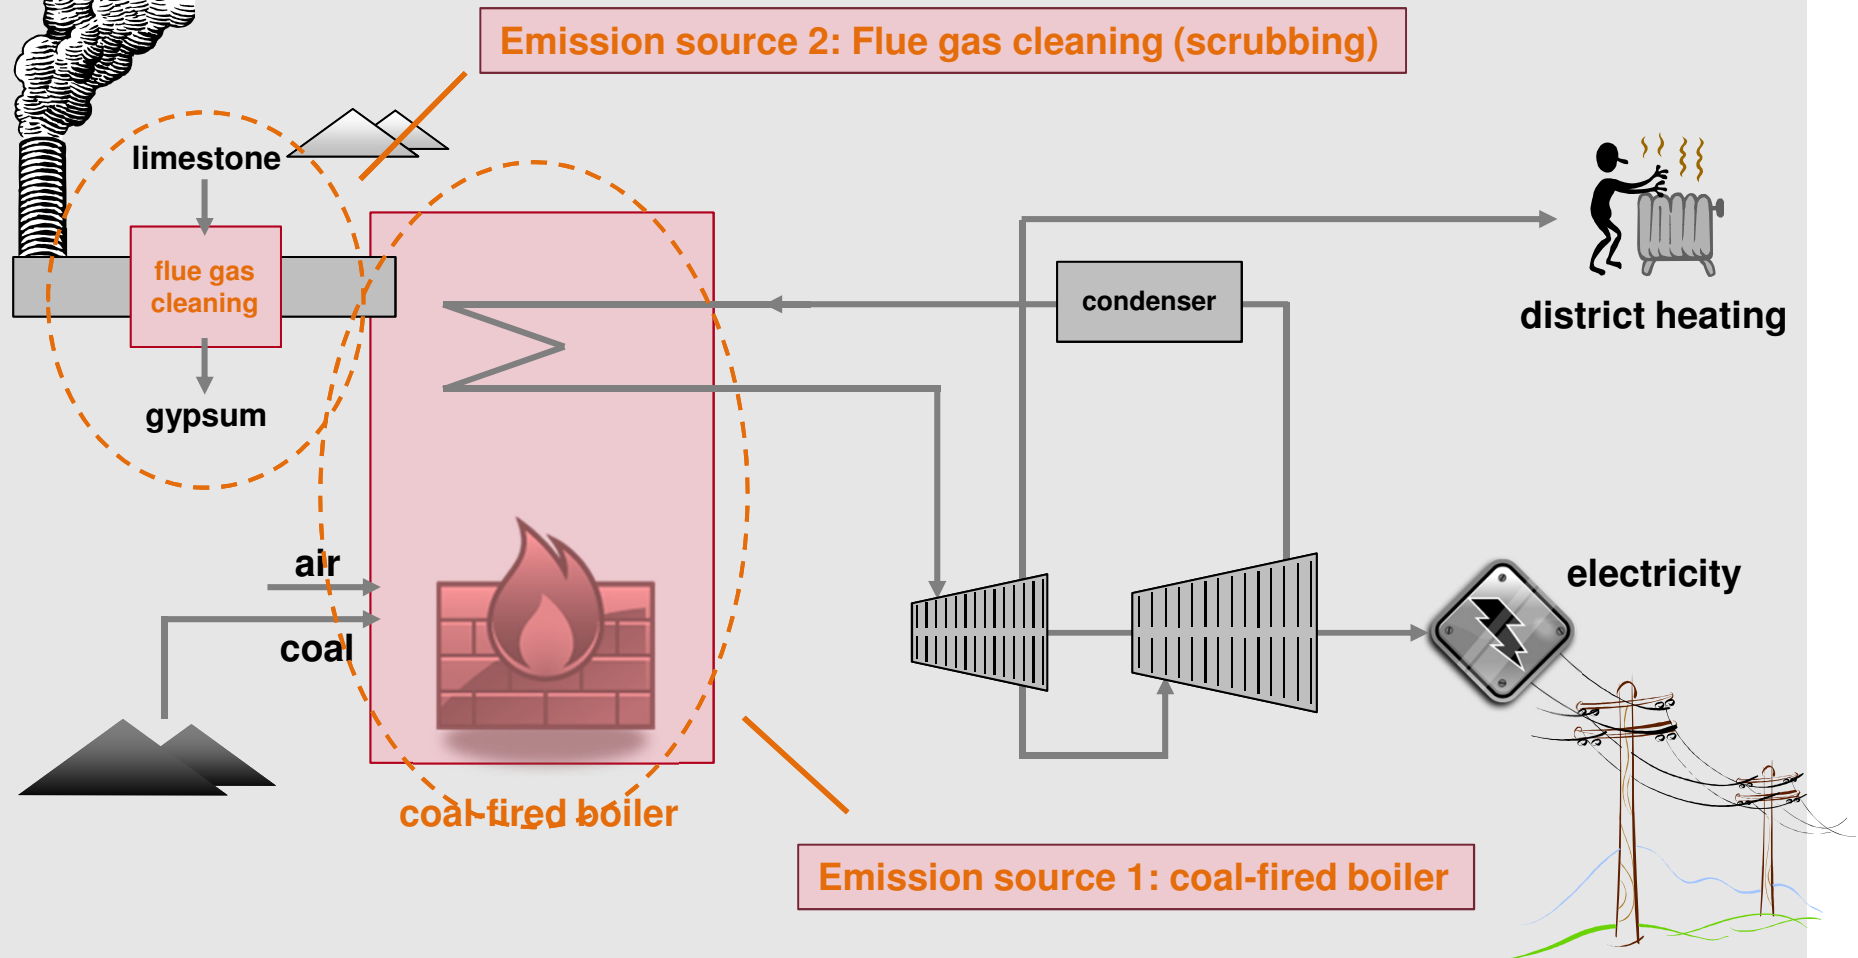 Emission source 2: Flue gas cleaning (scrubbing)
limestone
flue gas
cleaning
gypsum
condenser
district heating
air
coal
electricity
coal-fired boiler
Emission source 1: coal-fired boiler